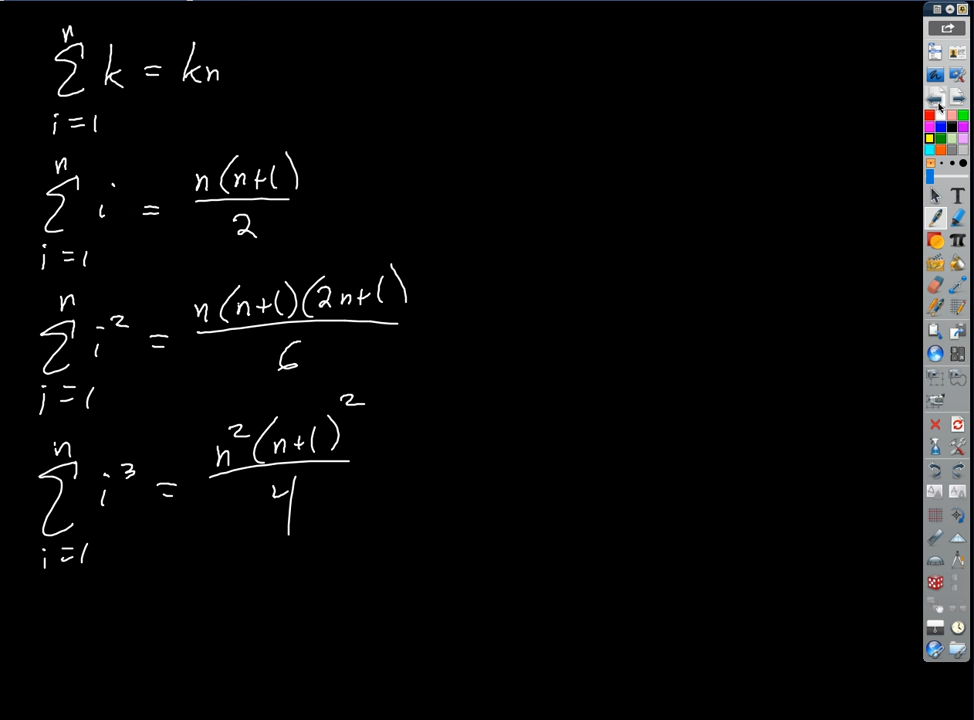 n
∑ k = kn
i=1
n
∑ i = n(n+1)/2
i=1
n
∑ i² = n(n+1)(2n+1)/6
i=1
n
∑ i³ = n²(n+1)²/4
i=1
T
π